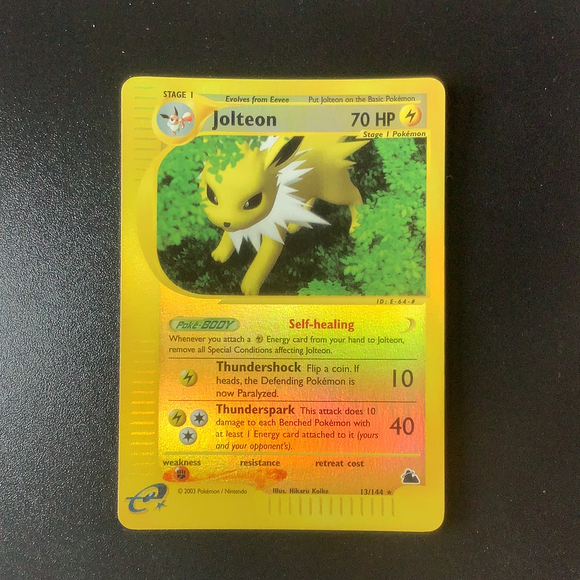 STAGE 1 Evolves from Eevee Put Jolteon on the Basic Pokémon.
Jolteon 70 HP
Stage 1 Pokémon
ID: E-64-#
Poké-BODY Self-healing
Whenever you attach a Energy card from your hand to Jolteon,
remove all Special Conditions affecting Jolteon.
Thundershock Flip a coin. If
heads, the Defending Pokémon is
now Paralyzed.
10
Thunderspark This attack does 10
damage to each Benched Pokémon with
at least 1 Energy card attached to it (yours
and your opponent's).
40
weakness resistance retreat cost
© 2003 Pokémon / Nintendo Illus. Hikaru Koike 13/144 ★
e